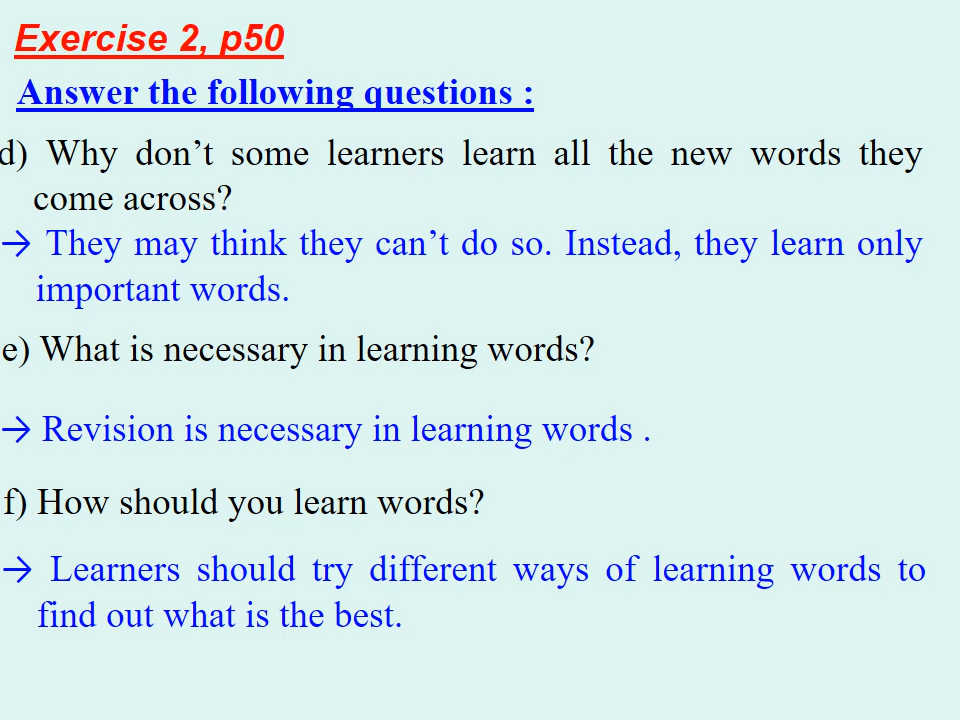 Exercise 2, p50
Answer the following questions :
d) Why don’t some learners learn all the new words they
come across?
→ They may think they can’t do so. Instead, they learn only
important words.
e) What is necessary in learning words?
→ Revision is necessary in learning words .
f) How should you learn words?
→ Learners should try different ways of learning words to
find out what is the best.